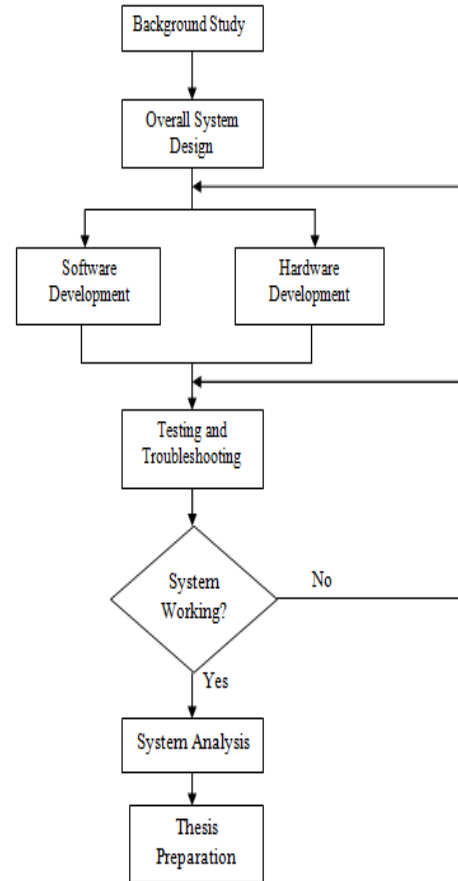 Background Study
Overall System
Design
Software
Development
Hardware
Development
Testing and
Troubleshooting
System
Working?
No
Yes
System Analysis
Thesis
Preparation